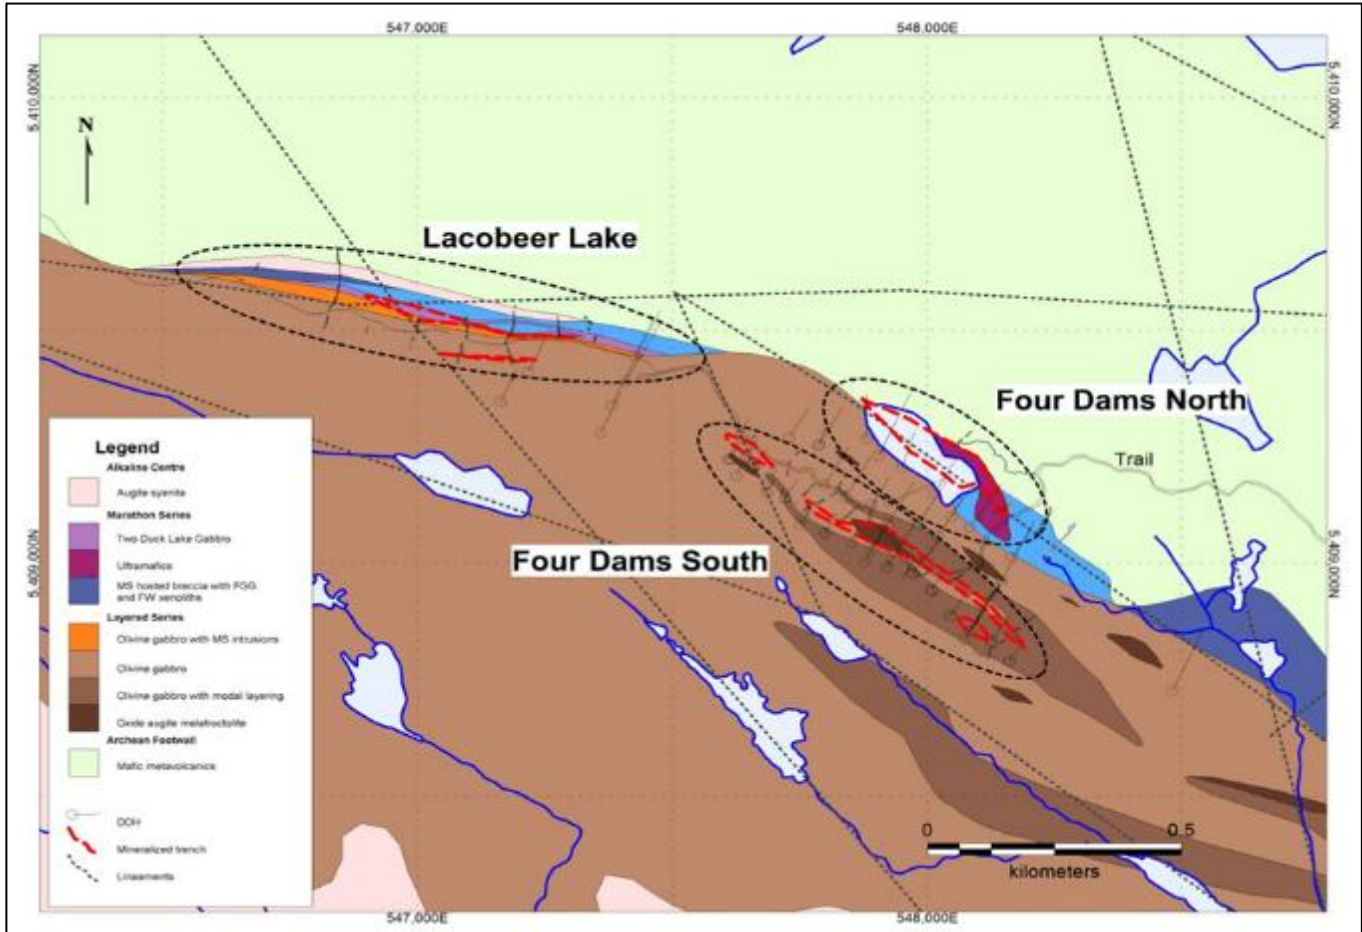 547,000E
548,000E
5,410,000N
5,410,000N
N
Lacobeer Lake
Four Dams North
Trail
Four Dams South
5,409,000N
5,409,000N
Legend
Alkaline Centre
Augite syenite
Marathon Series
Two Duck Lake Gabbro
Ultramafics
MS hosted breccia with FGG
and FW xenoliths
Layered Series
Olivine gabbro with MS intrusions
Olivine gabbro
Olivine gabbro with modal layering
Oxide augite melatroctolite
Archean Footwall
Mafic metavolcanics
DDH
Mineralized trench
Lineaments
0
0.5
kilometers
547,000E
548,000E